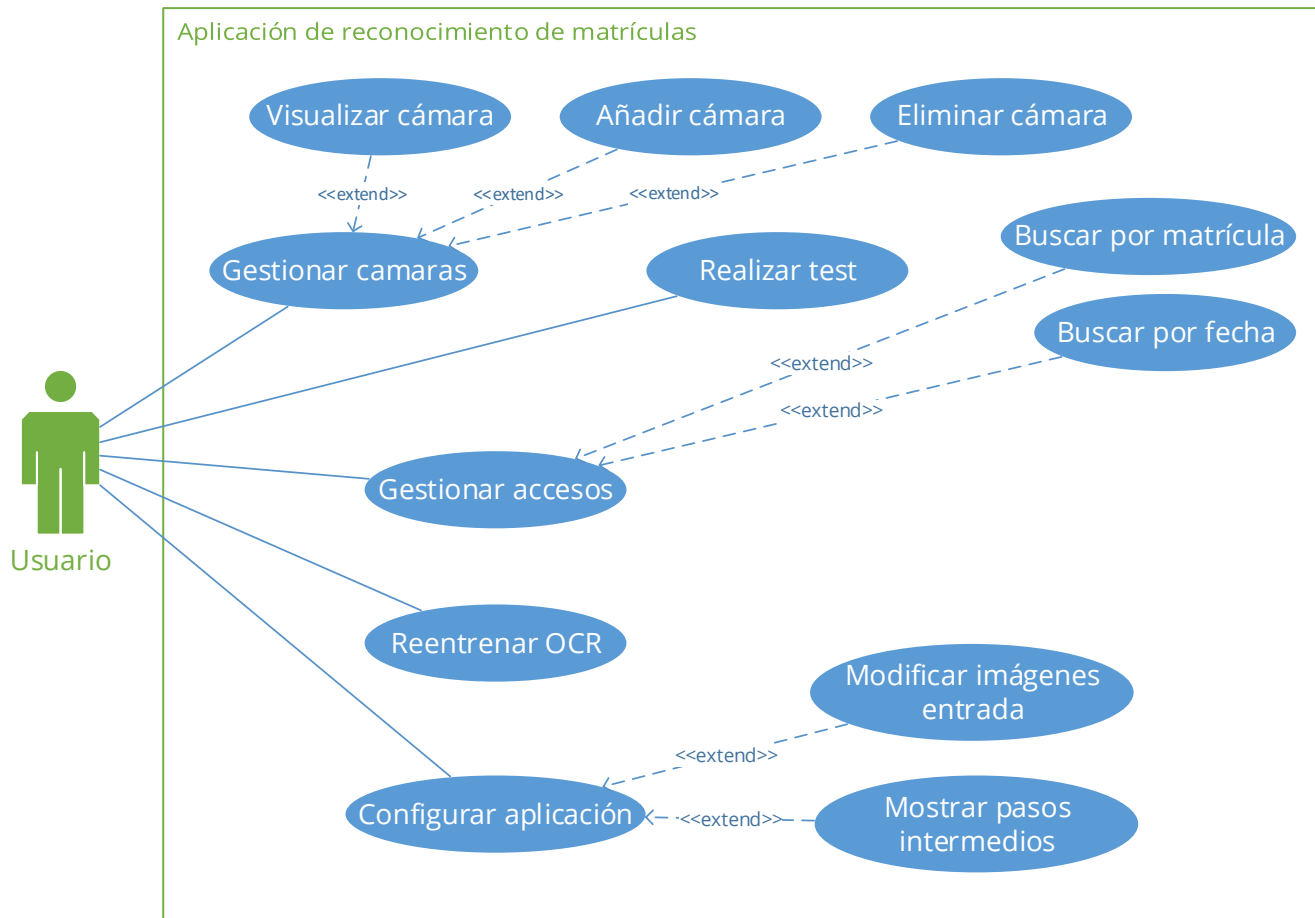 Aplicación de reconocimiento de matrículas
Visualizar cámara
Añadir cámara
Eliminar cámara
<<extend>>
<<extend>>
<<extend>>
Buscar por matrícula
Gestionar camaras
Realizar test
Buscar por fecha
<<extend>>
<<extend>>
Gestionar accesos
Usuario
Reentrenar OCR
Modificar imágenes
entrada
<<extend>>
Configurar aplicación
<<extend>>
Mostrar pasos
intermedios